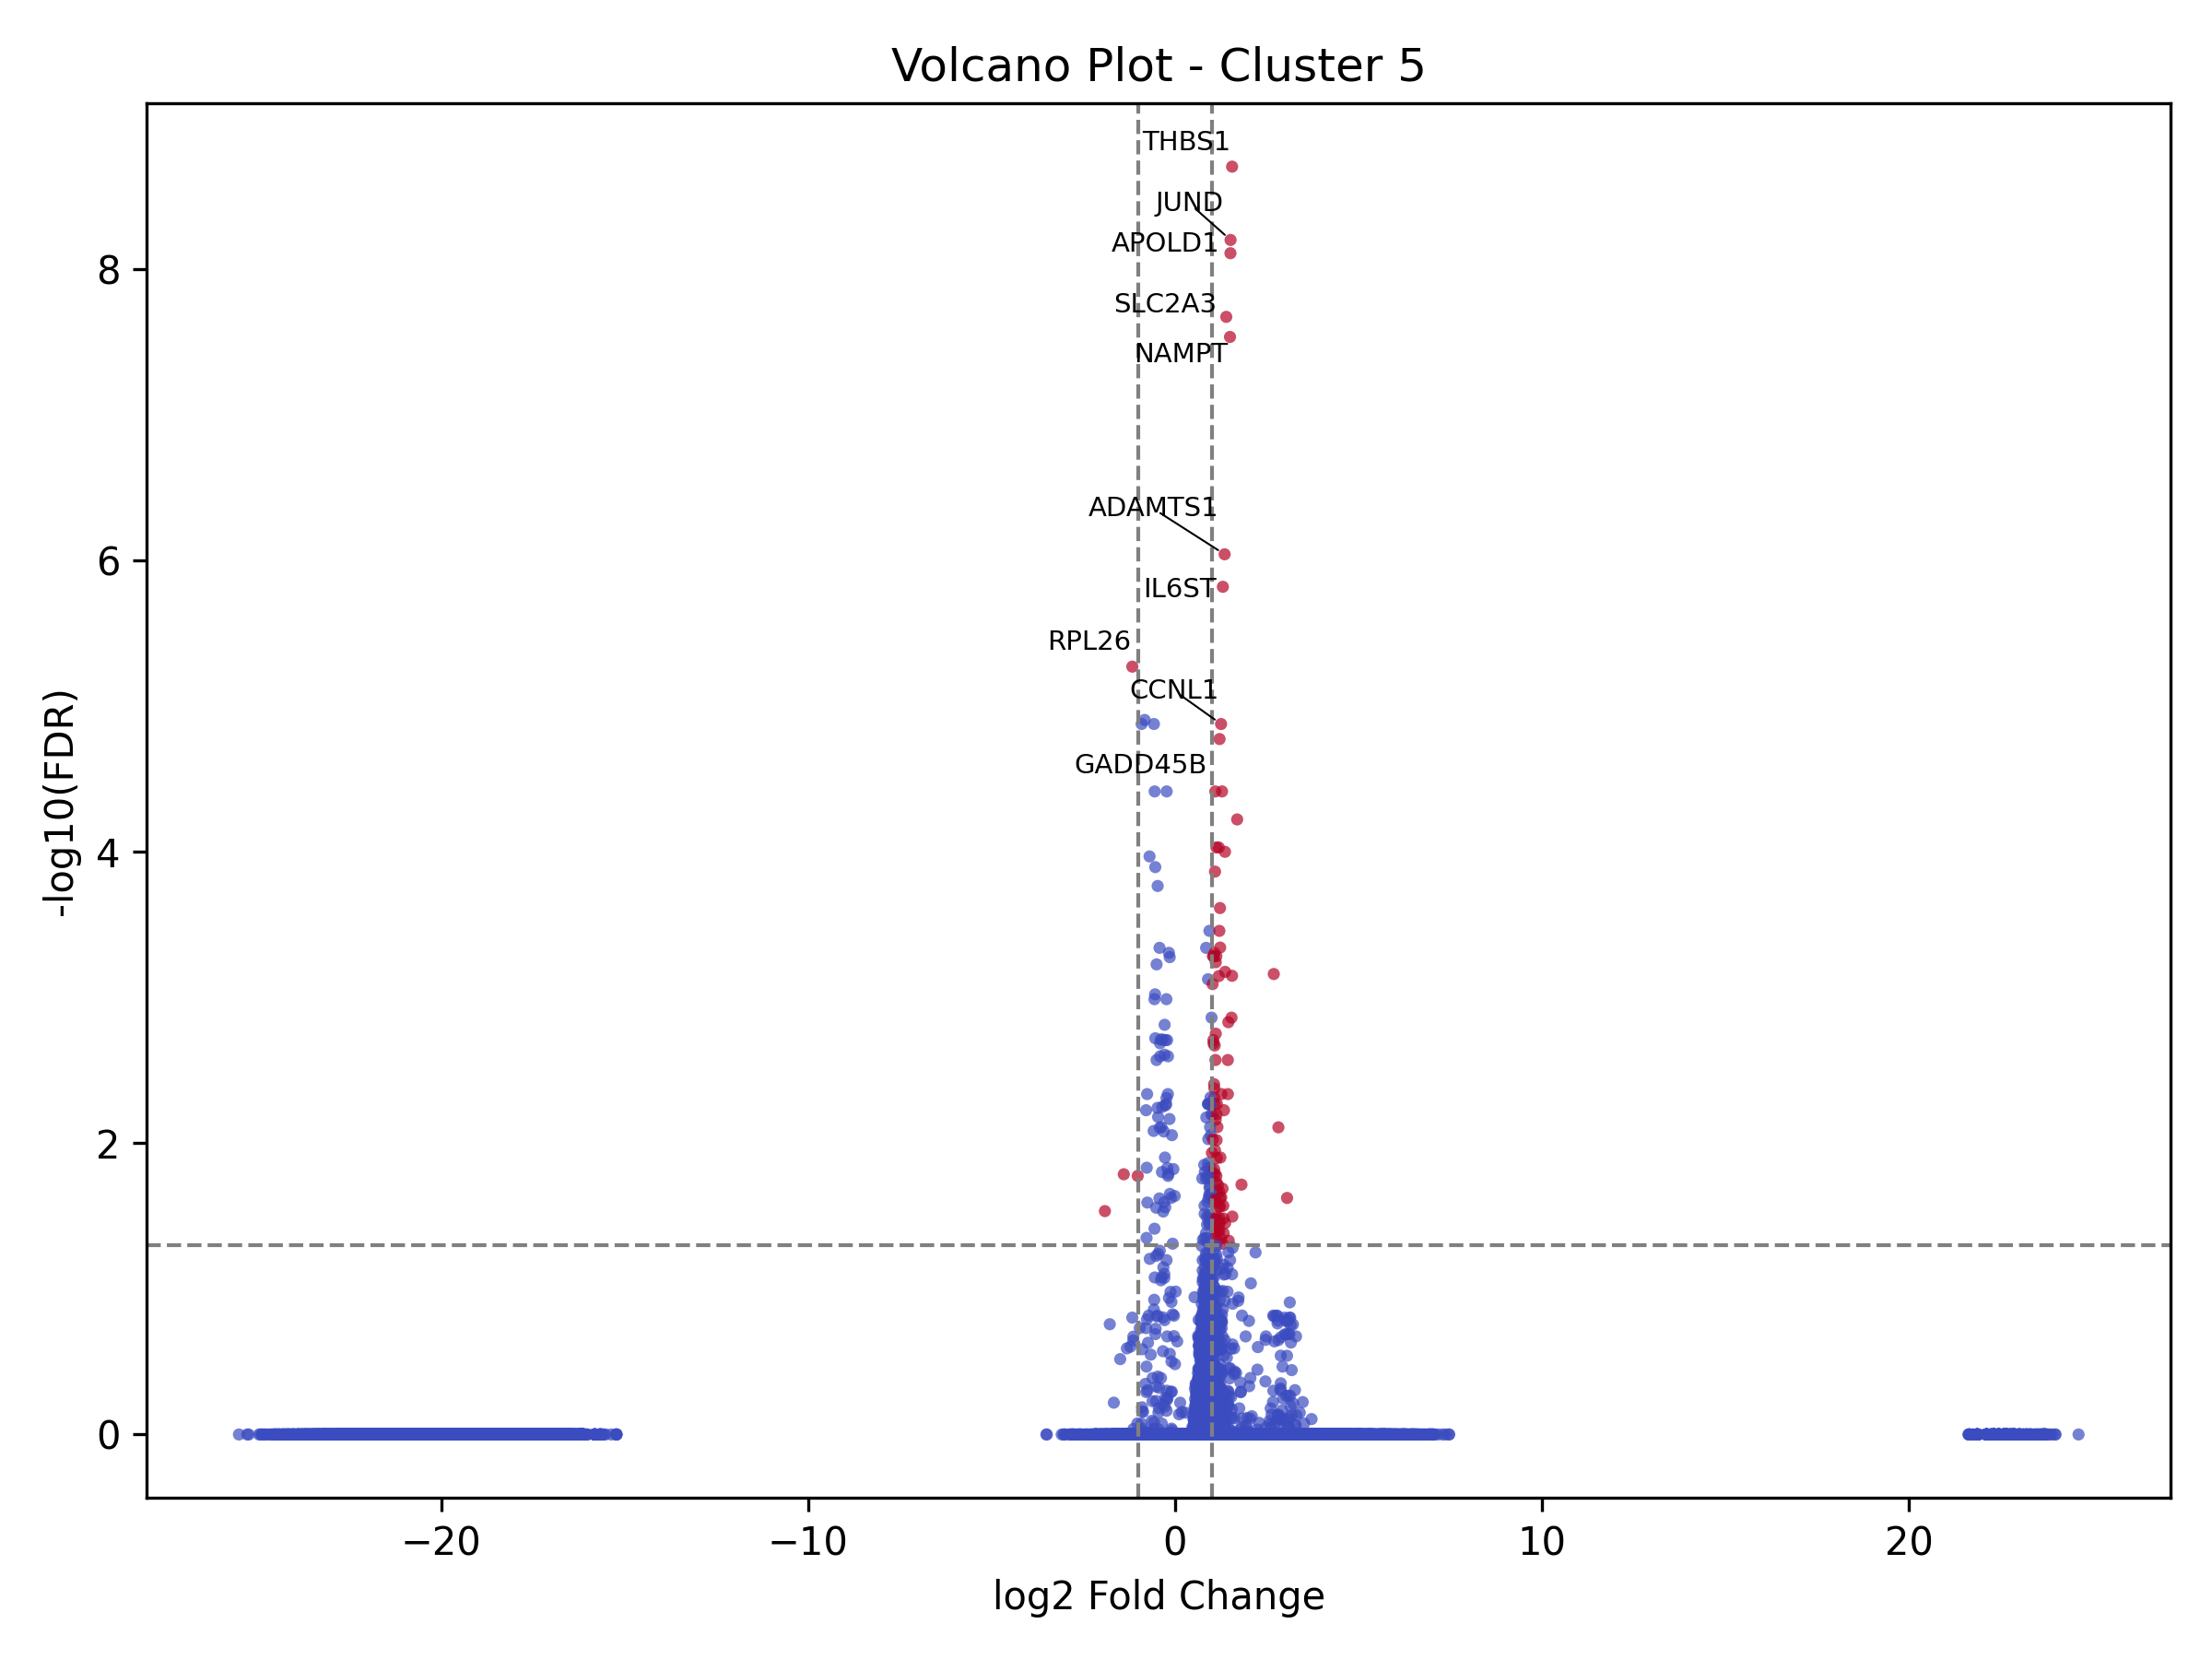 Volcano Plot - Cluster 5
THBS1
JUND
APOLD1
SLC2A3
NAMPT
ADAMTS1
IL6ST
RPL26
CCNL1
GADD45B
8
6
4
2
0
-log10(FDR)
−20
−10
0
10
20
log2 Fold Change